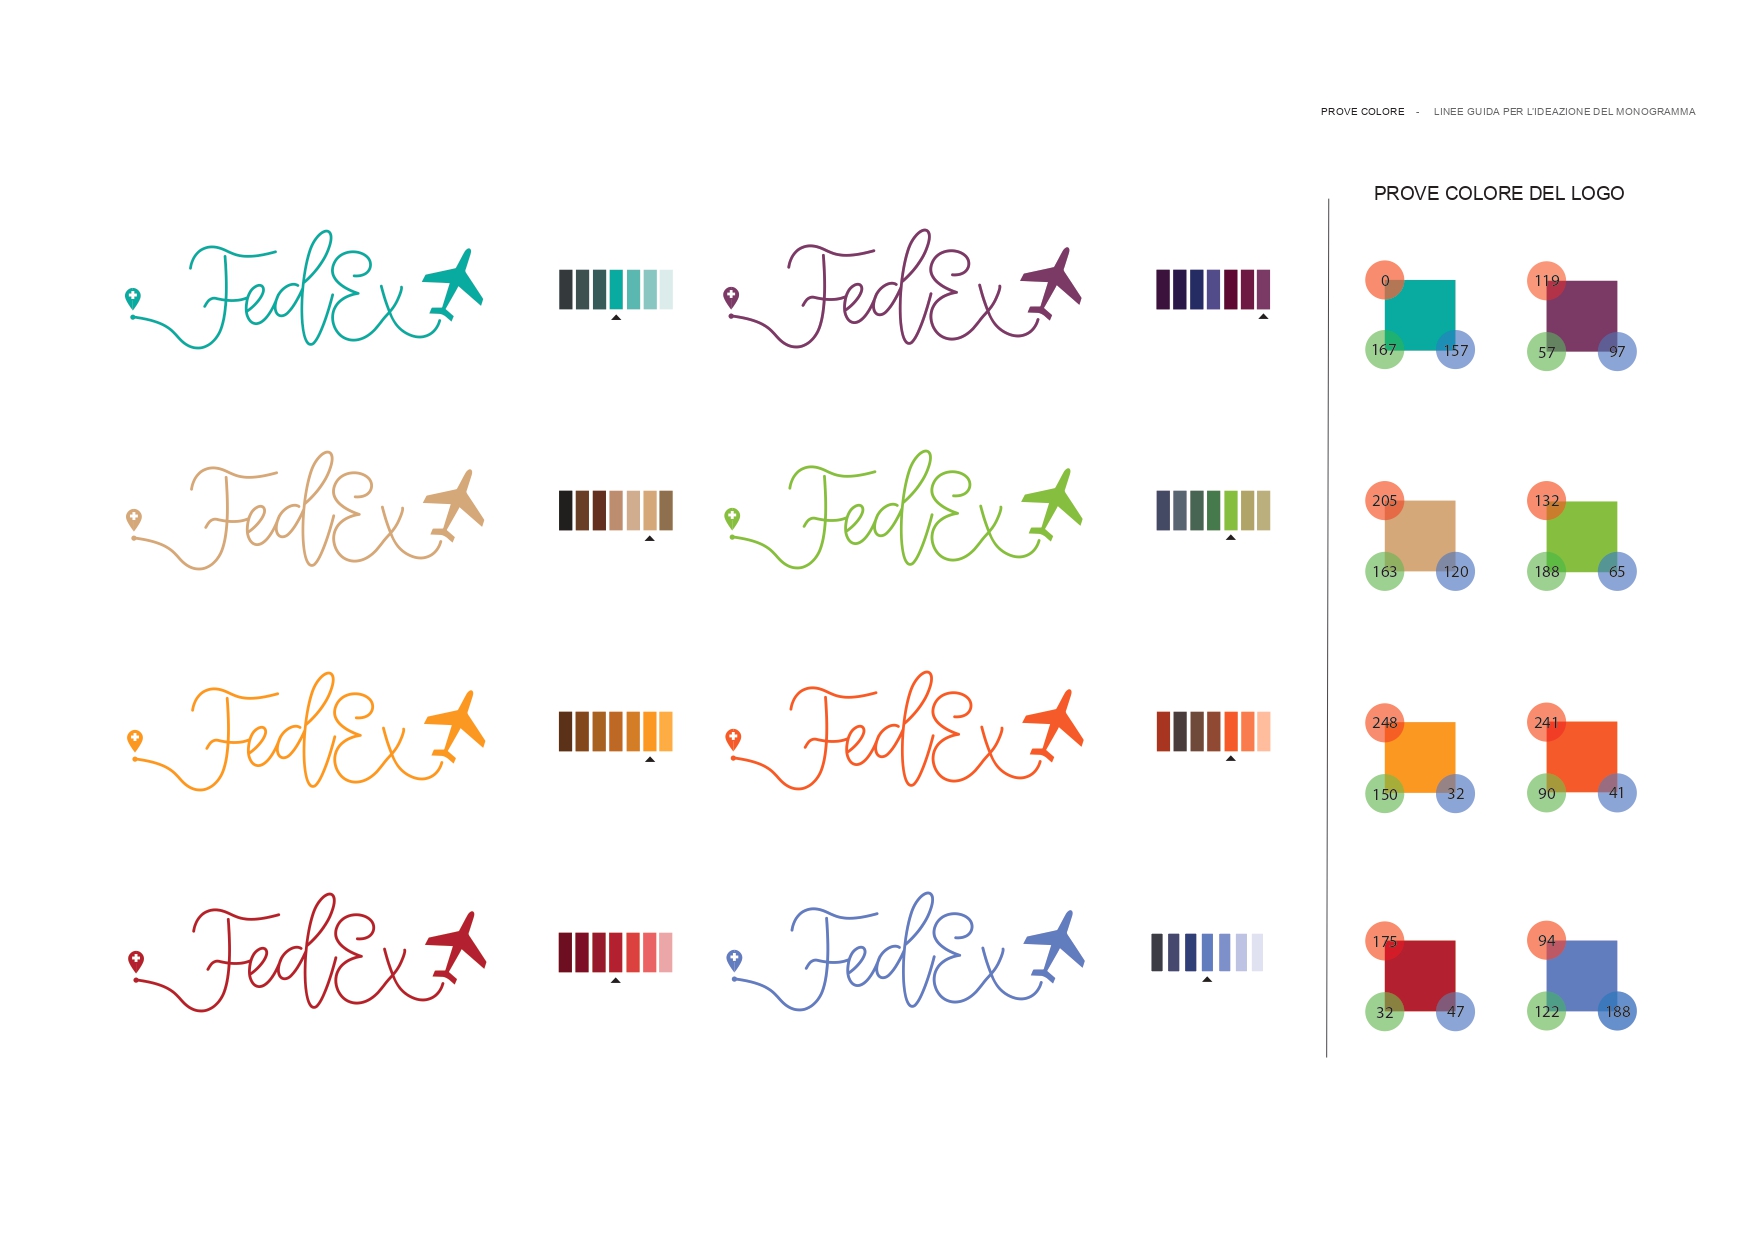 PROVE COLORE - LINEE GUIDA PER L'IDEAZIONE DEL MONOGRAMMA
PROVE COLORE DEL LOGO
FedEx FedEx
0 119
167 157 57 97
FedEx FedEx
205 132
163 120 188 65
FedEx FedEx
248 241
150 32 90 41
FedEx FedEx
175 94
32 47 122 188